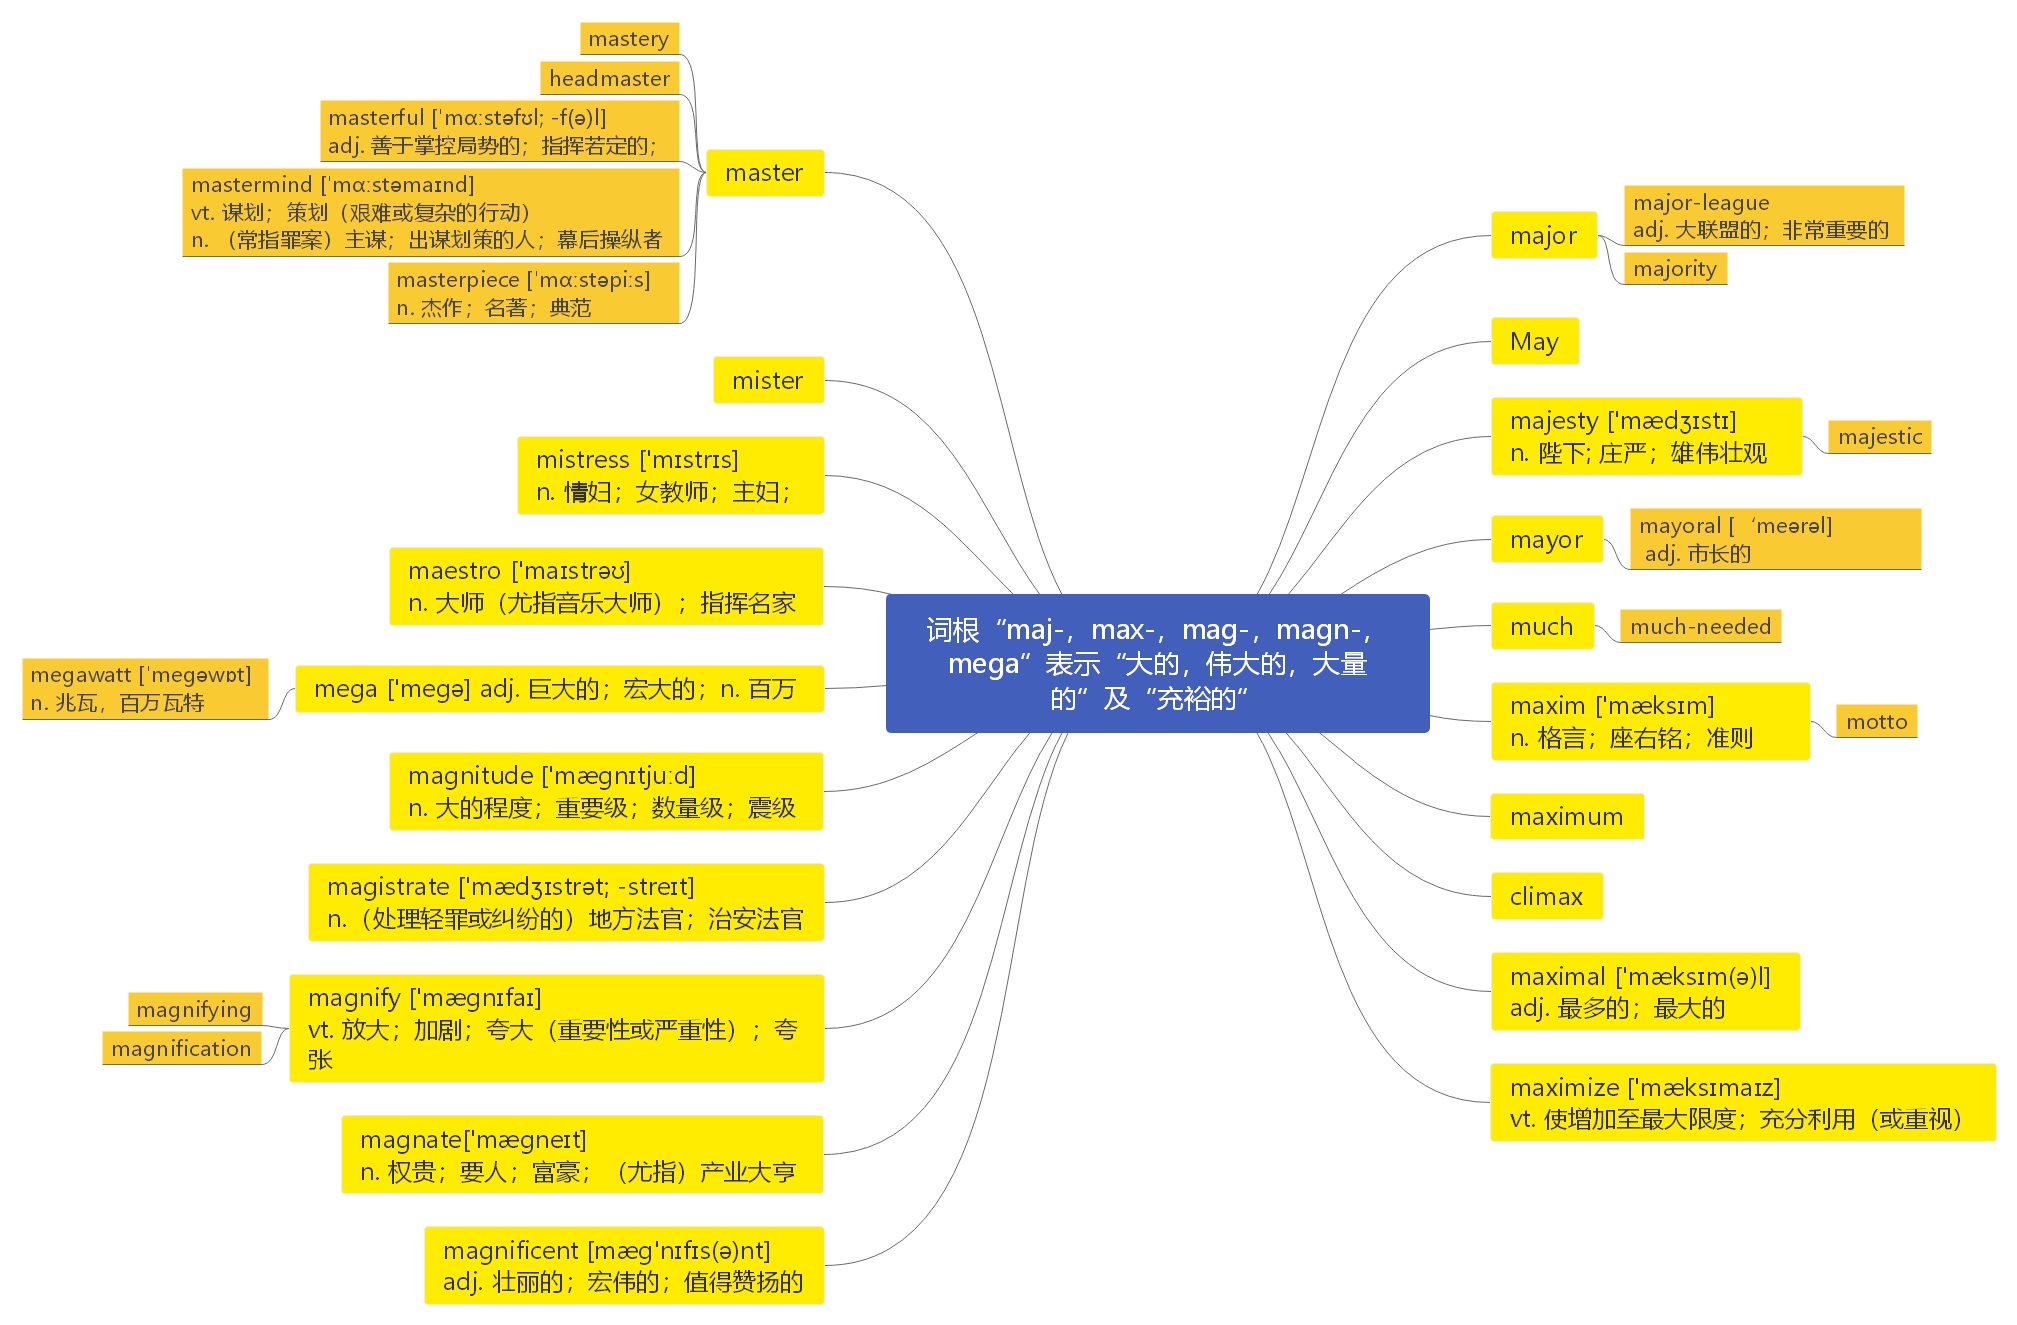 词根“maj-，max-，mag-，magn-，
mega”表示“大的，伟大的，大量
的”及“充裕的”
major
major-league
adj. 大联盟的；非常重要的
majority
May
majesty ['mædʒɪstɪ]
n. 陛下; 庄严；雄伟壮观
majestic
mayor
mayoral [‘meərəl]
adj. 市长的
much
much-needed
maxim ['mæksɪm]
n. 格言；座右铭；准则
motto
maximum
climax
maximal ['mæksɪm(ə)l]
adj. 最多的；最大的
maximize ['mæksɪmaɪz]
vt. 使增加至最大限度；充分利用（或重视）
master
mastery
headmaster
masterful [ˈmɑːstəfʊl; -f(ə)l]
adj. 善于掌控局势的；指挥若定的；
mastermind [ˈmɑːstəmaɪnd]
vt. 谋划；策划（艰难或复杂的行动）
n. （常指罪案）主谋；出谋划策的人；幕后操纵者
masterpiece [ˈmɑːstəpiːs]
n. 杰作；名著；典范
mister
mistress ['mɪstrɪs]
n. 情妇；女教师；主妇；
maestro ['maɪstrəʊ]
n. 大师（尤指音乐大师）；指挥名家
mega ['megə] adj. 巨大的；宏大的；n. 百万
megawatt [ˈmegəwɒt]
n. 兆瓦，百万瓦特
magnitude ['mægnɪtjuːd]
n. 大的程度；重要级；数量级；震级
magistrate ['mædʒɪstrət; -streɪt]
n.（处理轻罪或纠纷的）地方法官；治安法官
magnify ['mægnɪfaɪ]
vt. 放大；加剧；夸大（重要性或严重性）；夸
张
magnifying
magnification
magnate['mægneɪt]
n. 权贵；要人；富豪；（尤指）产业大亨
magnificent [mæg'nɪfɪs(ə)nt]
adj. 壮丽的；宏伟的；值得赞扬的